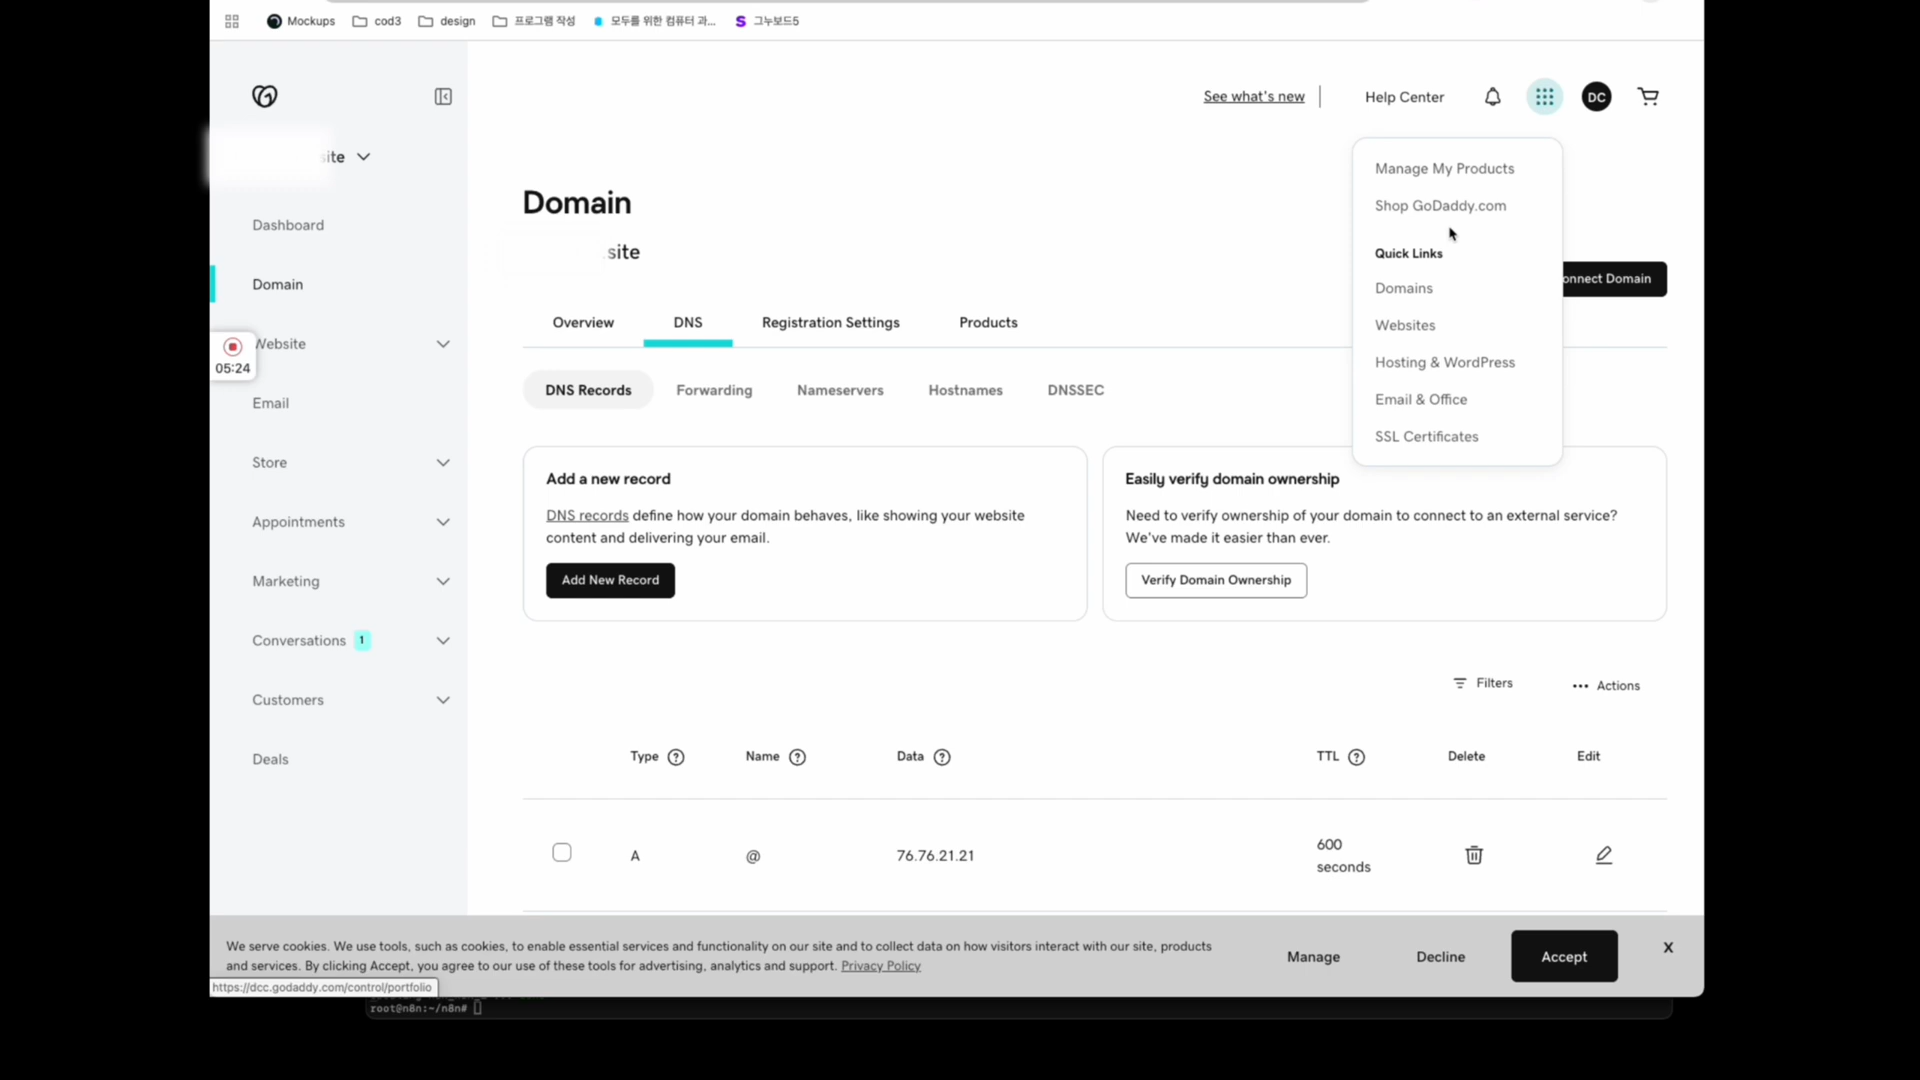 Mockups
cod3
design
프로그램 작성
모두를 위한 컴퓨터 과...
그누보드5
See what's new
Help Center
DC
site
Manage My Products
Shop GoDaddy.com
Quick Links
Domains
Websites
Hosting & WordPress
Email & Office
SSL Certificates
Dashboard
Domain
Website
Email
Store
Appointments
Marketing
Conversations 1
Customers
Deals
05:24
Domain
.site
onnect Domain
Overview
DNS
Registration Settings
Products
DNS Records
Forwarding
Nameservers
Hostnames
DNSSEC
Add a new record
DNS records define how your domain behaves, like showing your website
content and delivering your email.
Add New Record
Easily verify domain ownership
Need to verify ownership of your domain to connect to an external service?
We've made it easier than ever.
Verify Domain Ownership
Filters
Actions
Type
Name
Data
TTL
Delete
Edit
A
@
76.76.21.21
600
seconds
We serve cookies. We use tools, such as cookies, to enable essential services and functionality on our site and to collect data on how visitors interact with our site, products
and services. By clicking Accept, you agree to our use of these tools for advertising, analytics and support. Privacy Policy
Manage
Decline
Accept
X
https://dcc.godaddy.com/control/portfolio
root@n8n:~/n8n#